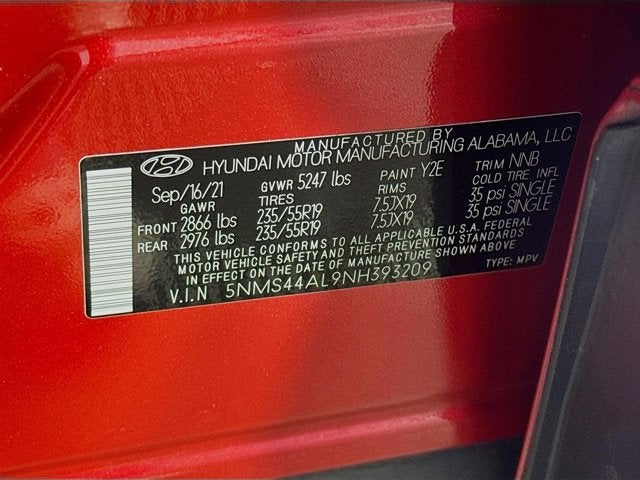 MANUFACTURED BY
HYUNDAI MOTOR MANUFACTURING ALABAMA, LLC
Sep/16/21 GVWR 5247 lbs PAINT Y2E TRIM NNB
GAWR TIRES RIMS COLD TIRE INFL
FRONT 2866 lbs 235/55R19 7.5JX19 35 psi SINGLE
REAR 2976 lbs 235/55R19 7.5JX19 35 psi SINGLE
THIS VEHICLE CONFORMS TO ALL APPLICABLE U.S.A. FEDERAL
MOTOR VEHICLE SAFETY AND THEFT PREVENTION STANDARDS
IN EFFECT ON THE DATE OF MANUFACTURE SHOWN ABOVE.
V.I.N 5NMS44AL9NH393209 TYPE: MPV